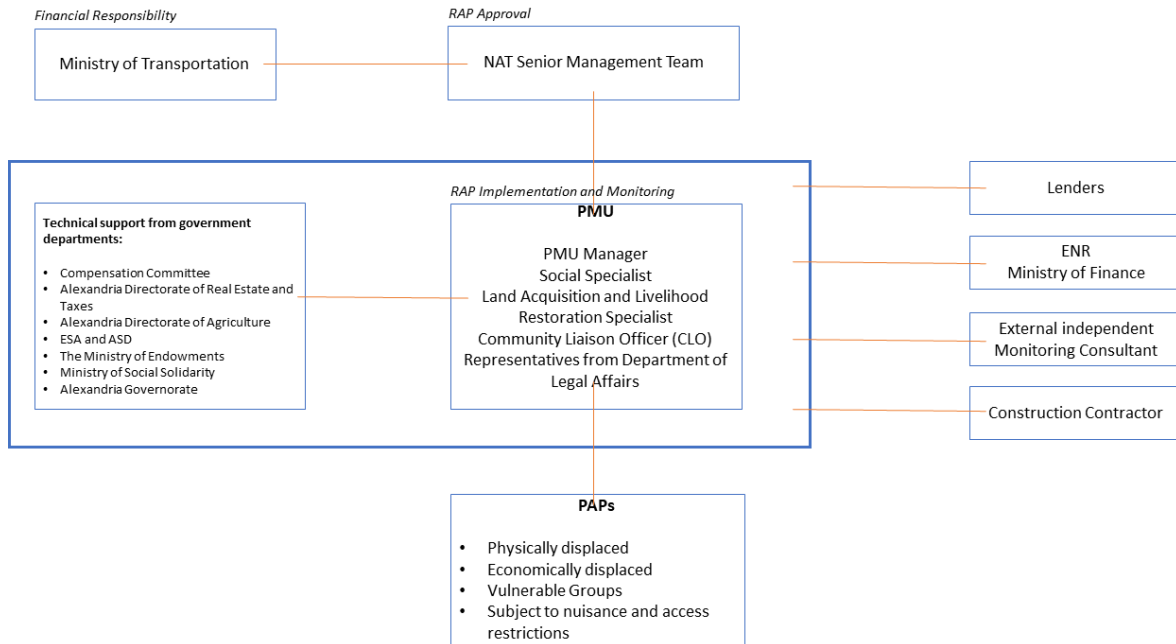 Financial Responsibility
RAP Approval
Ministry of Transportation
NAT Senior Management Team
RAP Implementation and Monitoring
Technical support from government
departments:
• Compensation Committee
• Alexandria Directorate of Real Estate and
Taxes
• Alexandria Directorate of Agriculture
• ESA and ASD
• The Ministry of Endowments
• Ministry of Social Solidarity
• Alexandria Governorate
PMU
PMU Manager
Social Specialist
Land Acquisition and Livelihood
Restoration Specialist
Community Liaison Officer (CLO)
Representatives from Department of
Legal Affairs
Lenders
ENR
Ministry of Finance
External independent
Monitoring Consultant
Construction Contractor
PAPs
• Physically displaced
• Economically displaced
• Vulnerable Groups
• Subject to nuisance and access
restrictions